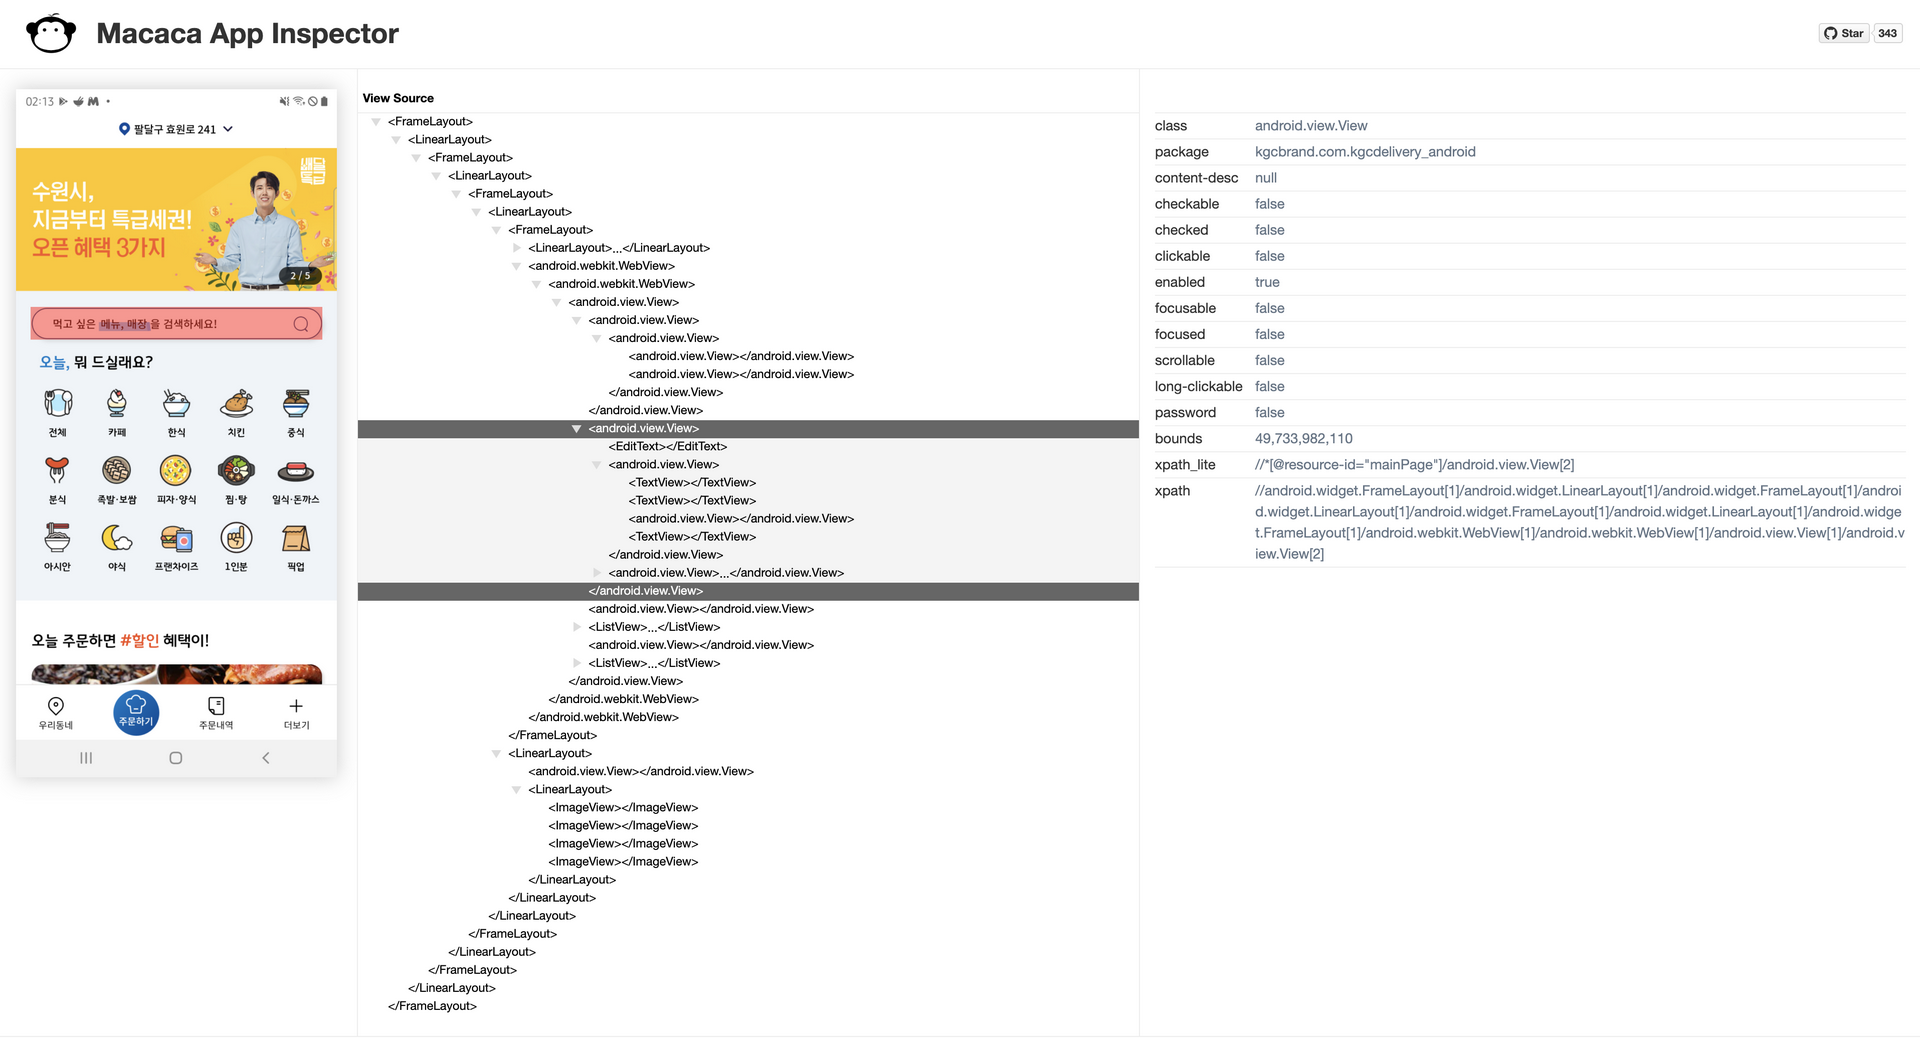 Macaca App Inspector
Star 343
02:13
팔달구 효원로 241
배달
특급
수원시,
지금부터 특급세권!
오픈 혜택 3가지
2 / 5
먹고 싶은 메뉴, 매장 을 검색하세요!
오늘, 뭐 드실래요?
전체 카페 한식 치킨 중식
분식 족발·보쌈 피자·양식 찜·탕 일식·돈까스
아시안 야식 프랜차이즈 1인분 픽업
오늘 주문하면 #할인 혜택이!
우리동네 주문하기 주문내역 더보기
View Source
<FrameLayout>
<LinearLayout>
<FrameLayout>
<LinearLayout>
<FrameLayout>
<LinearLayout>
<FrameLayout>
<LinearLayout>...</LinearLayout>
<android.webkit.WebView>
<android.webkit.WebView>
<android.view.View>
<android.view.View>
<android.view.View>
<android.view.View></android.view.View>
<android.view.View></android.view.View>
</android.view.View>
</android.view.View>
<android.view.View>
<EditText></EditText>
<android.view.View>
<TextView></TextView>
<TextView></TextView>
<android.view.View></android.view.View>
<TextView></TextView>
</android.view.View>
<android.view.View>...</android.view.View>
</android.view.View>
<android.view.View></android.view.View>
<ListView>...</ListView>
<android.view.View></android.view.View>
<ListView>...</ListView>
</android.view.View>
</android.webkit.WebView>
</android.webkit.WebView>
</FrameLayout>
<LinearLayout>
<android.view.View></android.view.View>
<LinearLayout>
<ImageView></ImageView>
<ImageView></ImageView>
<ImageView></ImageView>
<ImageView></ImageView>
</LinearLayout>
</LinearLayout>
</LinearLayout>
</FrameLayout>
</LinearLayout>
</FrameLayout>
</LinearLayout>
</FrameLayout>
class android.view.View
package kgcbrand.com.kgcdelivery_android
content-desc null
checkable false
checked false
clickable false
enabled true
focusable false
focused false
scrollable false
long-clickable false
password false
bounds 49,733,982,110
xpath_lite //*[@resource-id="mainPage"]/android.view.View[2]
xpath //android.widget.FrameLayout[1]/android.widget.LinearLayout[1]/android.widget.FrameLayout[1]/androi
d.widget.LinearLayout[1]/android.widget.FrameLayout[1]/android.widget.LinearLayout[1]/android.widge
t.FrameLayout[1]/android.webkit.WebView[1]/android.webkit.WebView[1]/android.view.View[1]/android.v
iew.View[2]